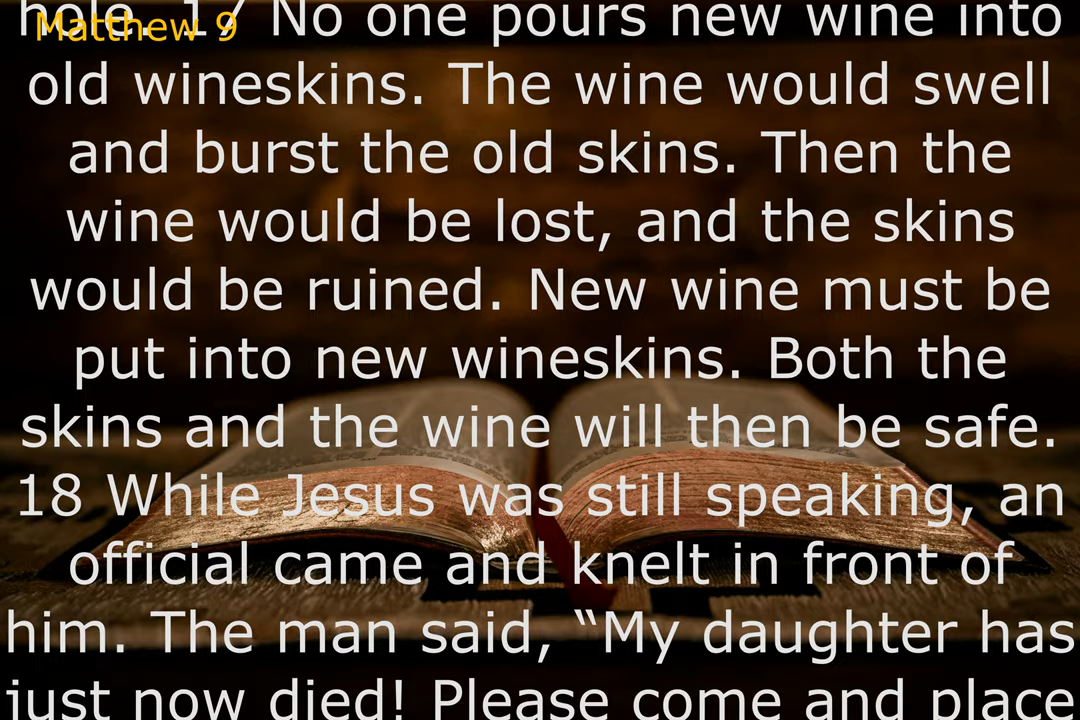 hole. 17 No one pours new wine into
Matthew 9
old wineskins. The wine would swell
and burst the old skins. Then the
wine would be lost, and the skins
would be ruined. New wine must be
put into new wineskins. Both the
skins and the wine will then be safe.
18 While Jesus was still speaking, an
official came and knelt in front of
him. The man said, “My daughter has
just now died! Please come and place